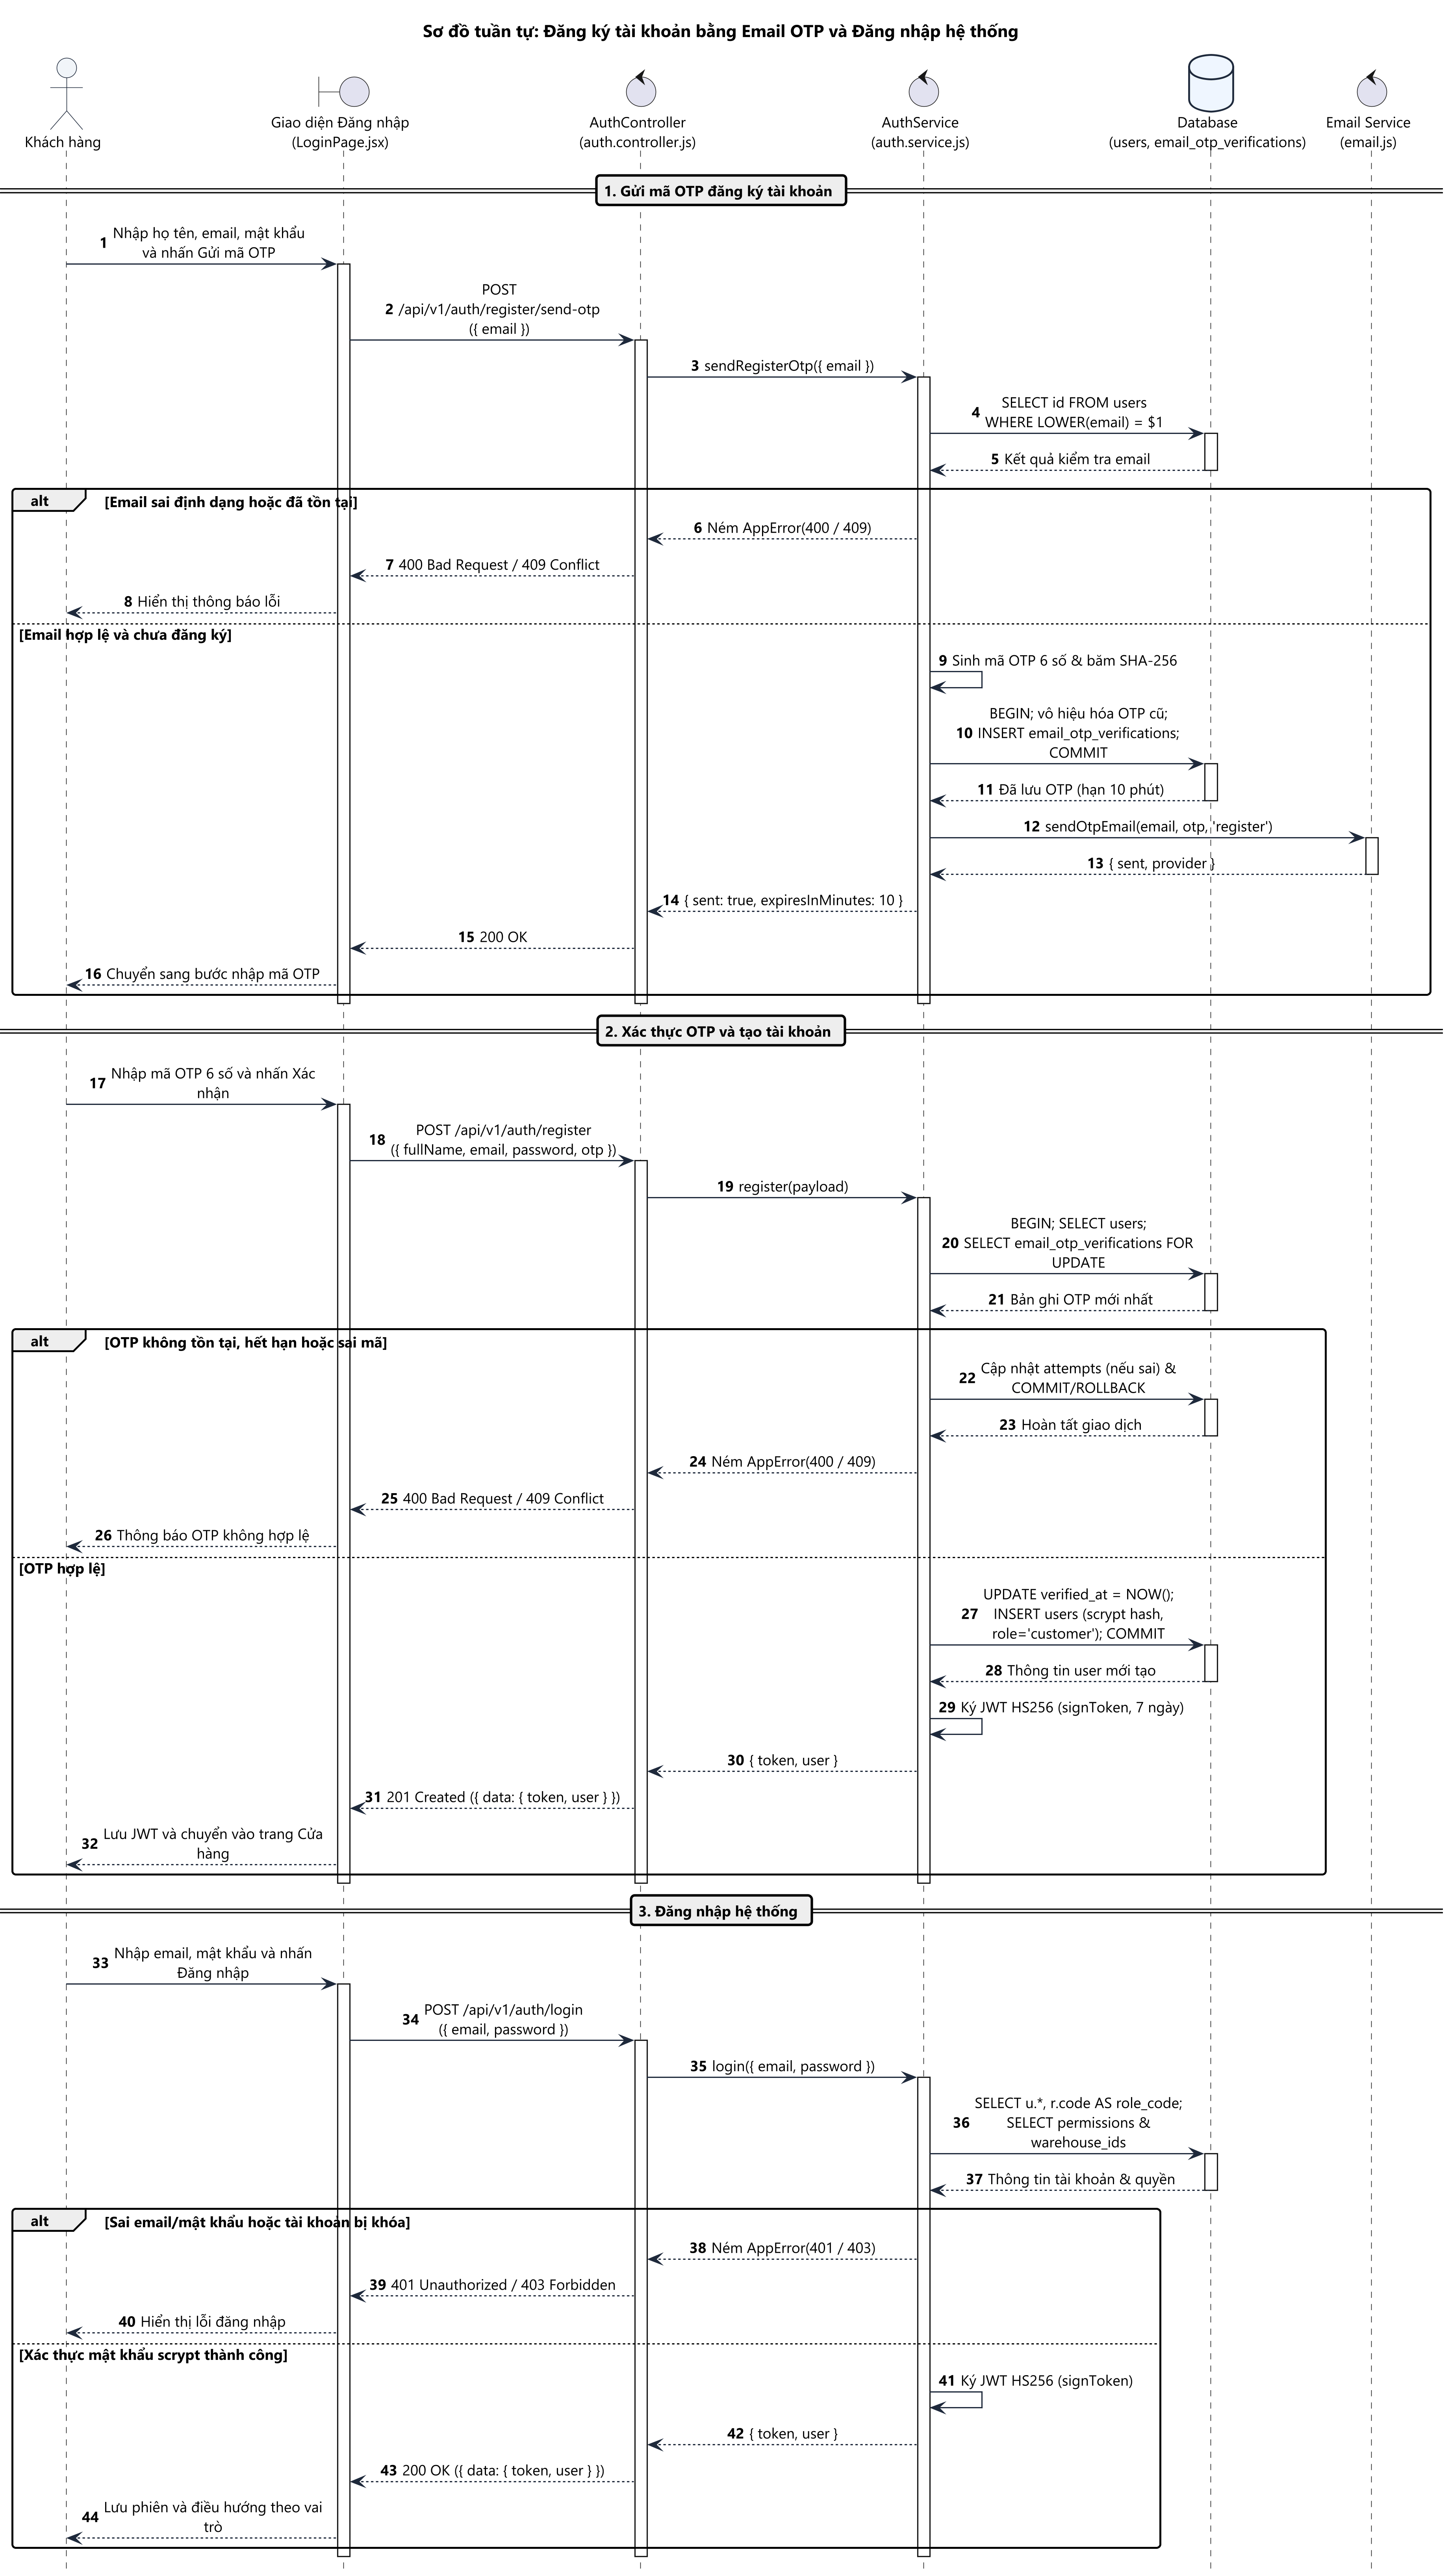 Sơ đồ tuần tự: Đăng ký tài khoản bằng Email OTP và Đăng nhập hệ thống
Khách hàng
Giao diện Đăng nhập
(LoginPage.jsx)
AuthController
(auth.controller.js)
AuthService
(auth.service.js)
Database
(users, email_otp_verifications)
Email Service
(email.js)
1. Gửi mã OTP đăng ký tài khoản
1 Nhập họ tên, email, mật khẩu
và nhấn Gửi mã OTP
POST
2 /api/v1/auth/register/send-otp
({ email })
3 sendRegisterOtp({ email })
4 SELECT id FROM users
WHERE LOWER(email) = $1
5 Kết quả kiểm tra email
alt [Email sai định dạng hoặc đã tồn tại]
6 Ném AppError(400 / 409)
7 400 Bad Request / 409 Conflict
8 Hiển thị thông báo lỗi
[Email hợp lệ và chưa đăng ký]
9 Sinh mã OTP 6 số & băm SHA-256
BEGIN; vô hiệu hóa OTP cũ;
10 INSERT email_otp_verifications;
COMMIT
11 Đã lưu OTP (hạn 10 phút)
12 sendOtpEmail(email, otp, 'register')
13 { sent, provider }
14 { sent: true, expiresInMinutes: 10 }
15 200 OK
16 Chuyển sang bước nhập mã OTP
2. Xác thực OTP và tạo tài khoản
17 Nhập mã OTP 6 số và nhấn Xác
nhận
18 POST /api/v1/auth/register
({ fullName, email, password, otp })
19 register(payload)
BEGIN; SELECT users;
20 SELECT email_otp_verifications FOR
UPDATE
21 Bản ghi OTP mới nhất
alt [OTP không tồn tại, hết hạn hoặc sai mã]
22 Cập nhật attempts (nếu sai) &
COMMIT/ROLLBACK
23 Hoàn tất giao dịch
24 Ném AppError(400 / 409)
25 400 Bad Request / 409 Conflict
26 Thông báo OTP không hợp lệ
[OTP hợp lệ]
UPDATE verified_at = NOW();
27 INSERT users (scrypt hash,
role='customer'); COMMIT
28 Thông tin user mới tạo
29 Ký JWT HS256 (signToken, 7 ngày)
30 { token, user }
31 201 Created ({ data: { token, user } })
32 Lưu JWT và chuyển vào trang Cửa
hàng
3. Đăng nhập hệ thống
33 Nhập email, mật khẩu và nhấn
Đăng nhập
34 POST /api/v1/auth/login
({ email, password })
35 login({ email, password })
SELECT u.*, r.code AS role_code;
36 SELECT permissions &
warehouse_ids
37 Thông tin tài khoản & quyền
alt [Sai email/mật khẩu hoặc tài khoản bị khóa]
38 Ném AppError(401 / 403)
39 401 Unauthorized / 403 Forbidden
40 Hiển thị lỗi đăng nhập
[Xác thực mật khẩu scrypt thành công]
41 Ký JWT HS256 (signToken)
42 { token, user }
43 200 OK ({ data: { token, user } })
44 Lưu phiên và điều hướng theo vai
trò